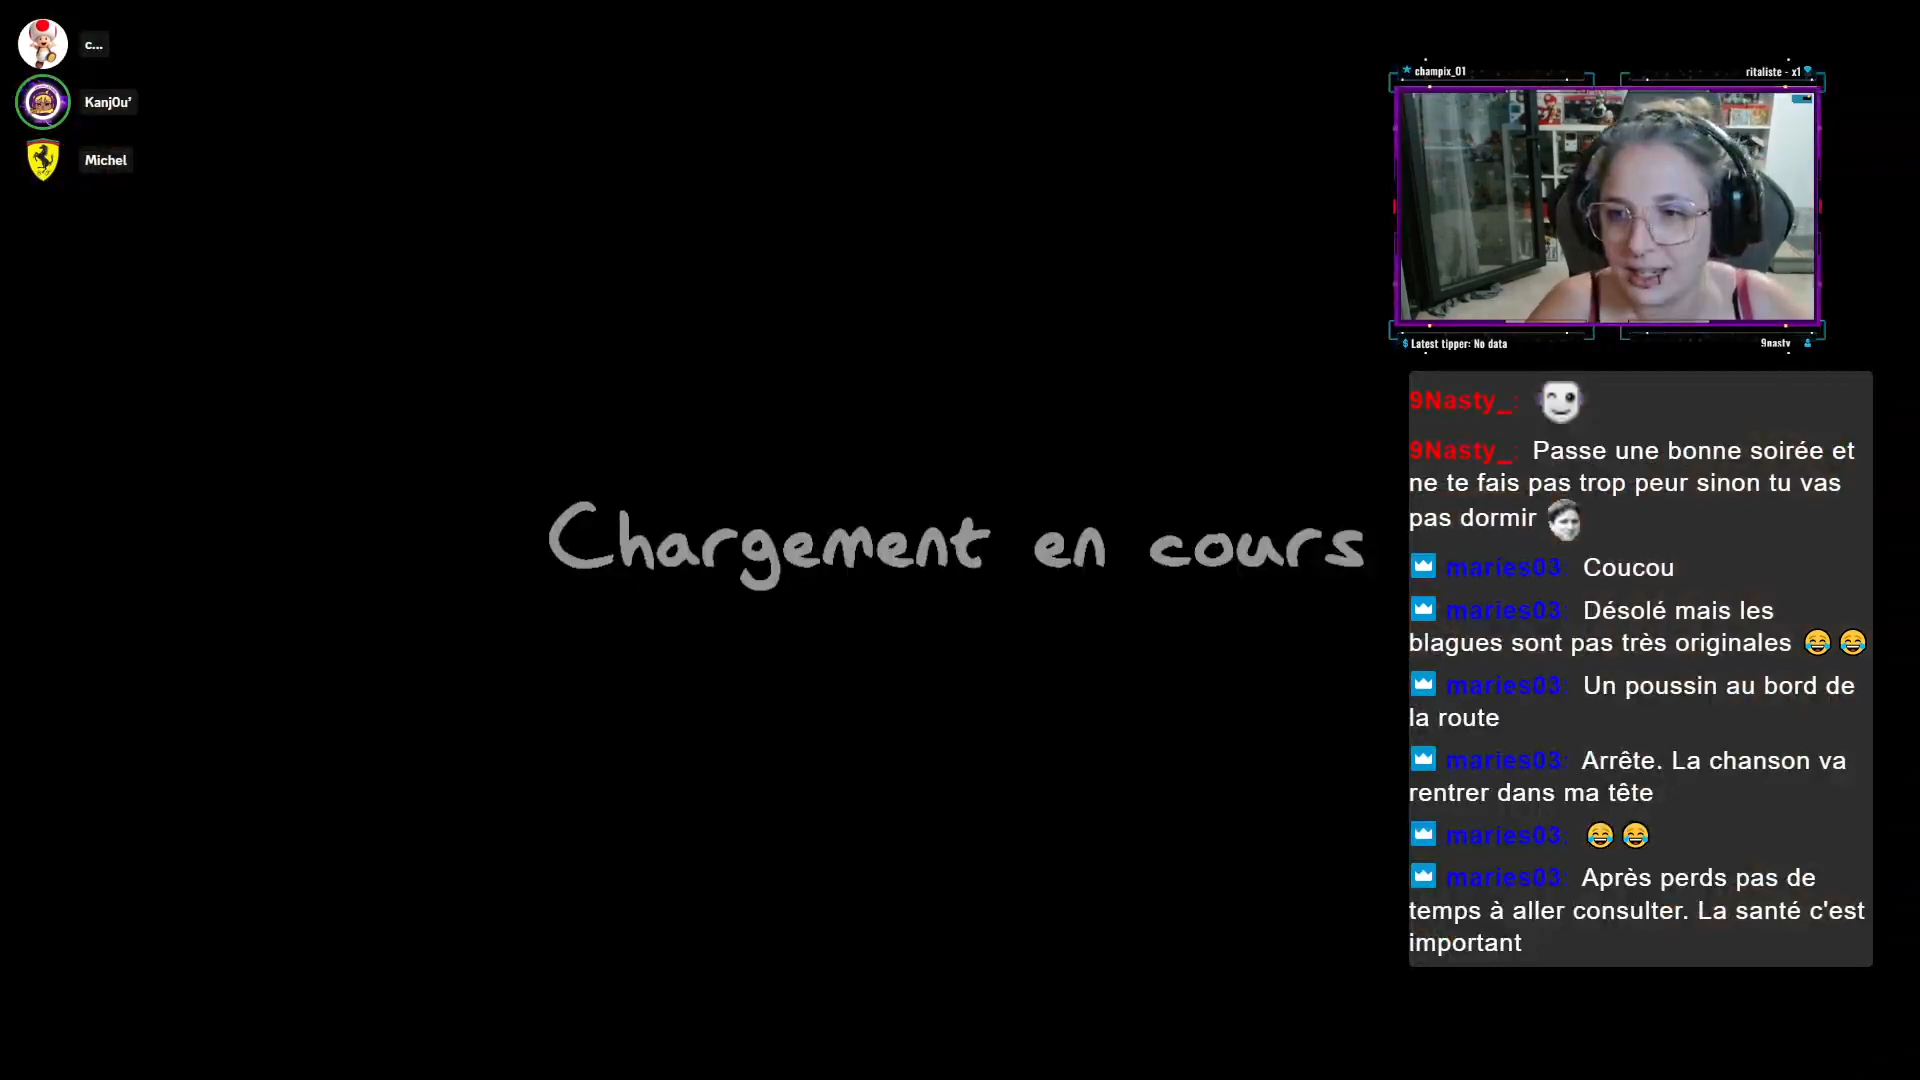 c...
KanjOu'
Michel
champix_01
ritaliste - x1
Latest tipper: No data
9nasty
Chargement en cours
9Nasty_:
9Nasty_: Passe une bonne soirée et
ne te fais pas trop peur sinon tu vas
pas dormir
maries03: Coucou
maries03: Désolé mais les
blagues sont pas très originales 😂 😂
maries03: Un poussin au bord de
la route
maries03: Arrête. La chanson va
rentrer dans ma tête
maries03: 😂 😂
maries03: Après perds pas de
temps à aller consulter. La santé c'est
important